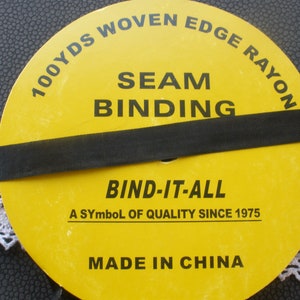 100YDS WOVEN EDGE RAYON
SEAM
BINDING
BIND-IT-ALL
A SYmboL OF QUALITY SINCE 1975
MADE IN CHINA